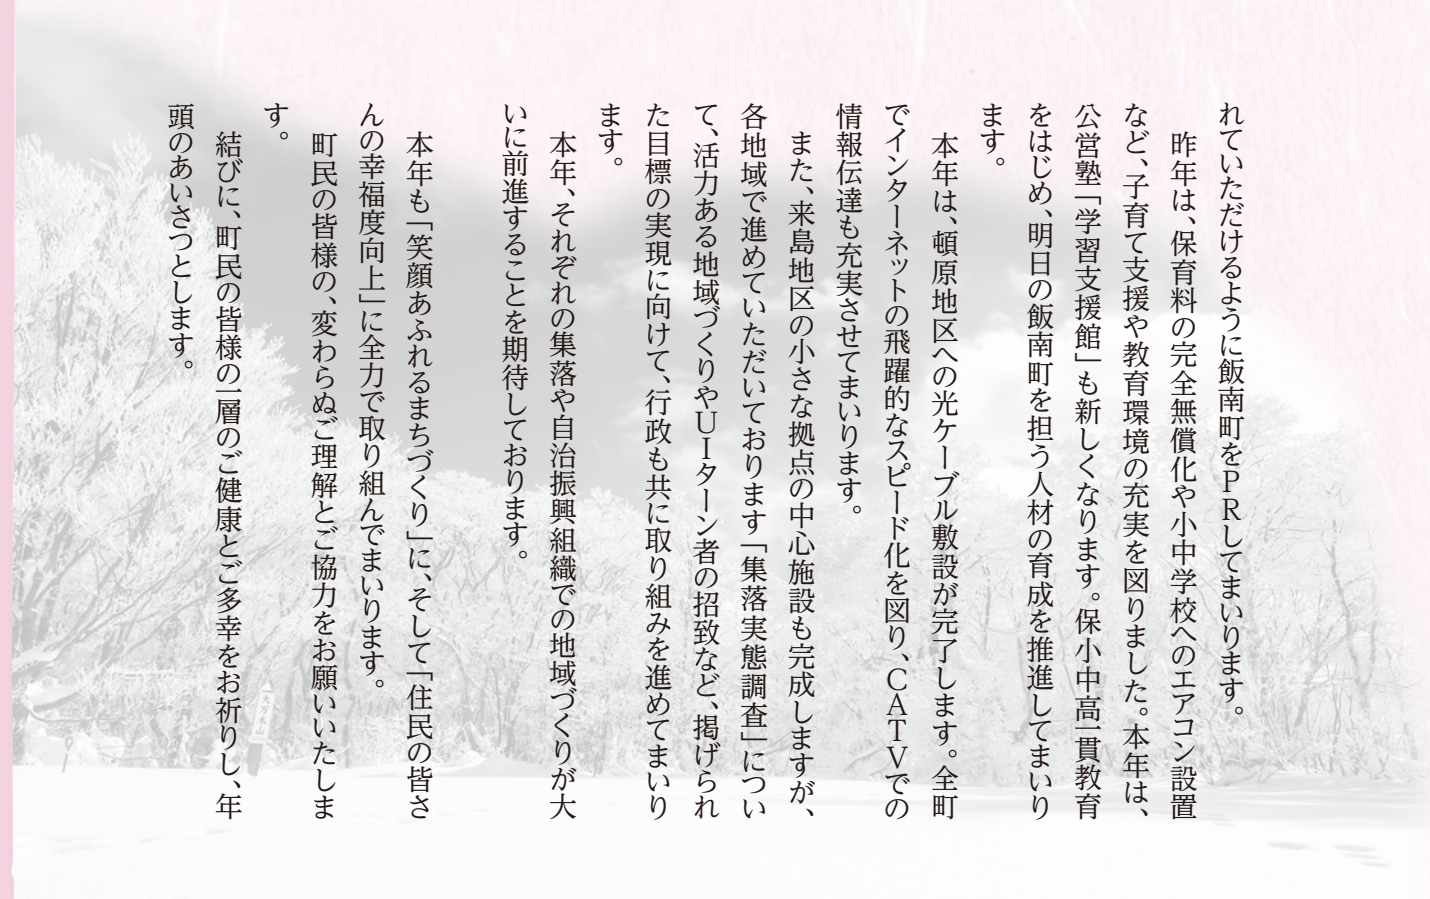 れていただけるように飯南町をＰＲしてまいります。
　昨年は、保育料の完全無償化や小中学校へのエアコン設置
など、子育て支援や教育環境の充実を図りました。本年は、
公営塾「学習支援館」も新しくなります。保小中高一貫教育
をはじめ、明日の飯南町を担う人材の育成を推進してまいり
ます。
　本年は、頓原地区への光ケーブル敷設が完了します。全町
でインターネットの飛躍的なスピード化を図り、ＣＡＴＶでの
情報伝達も充実させてまいります。
　また、来島地区の小さな拠点の中心施設も完成しますが、
各地域で進めていただいております「集落実態調査」につい
て、活力ある地域づくりやＵＩターン者の招致など、掲げられ
た目標の実現に向けて、行政も共に取り組みを進めてまいり
ます。
　本年、それぞれの集落や自治振興組織での地域づくりが大
いに前進することを期待しております。
　本年も「笑顔あふれるまちづくり」に、そして「住民の皆さ
んの幸福度向上」に全力で取り組んでまいります。
　町民の皆様の、変わらぬご理解とご協力をお願いいたしま
す。
　結びに、町民の皆様の一層のご健康とご多幸をお祈りし、年
頭のあいさつとします。